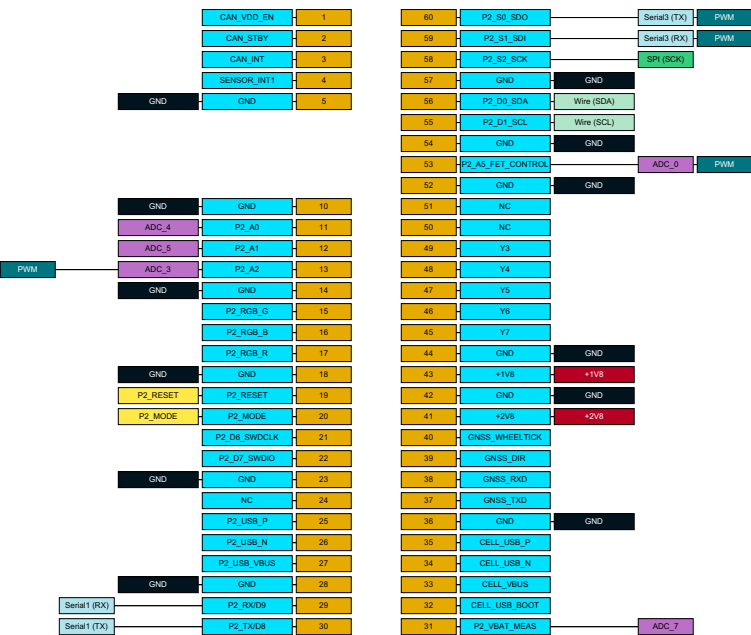 CAN_VDD_EN 1 60 P2_S0_SDO Serial3 (TX) PWM
CAN_STBY 2 59 P2_S1_SDI Serial3 (RX) PWM
CAN_INT 3 58 P2_S2_SCK SPI (SCK)
SENSOR_INT1 4 57 GND GND
GND GND 5 56 P2_D0_SDA Wire (SDA)
55 P2_D1_SCL Wire (SCL)
54 GND GND
53 P2_A5_FET_CONTROL ADC_0 PWM
52 GND GND
GND GND 10 51 NC
ADC_4 P2_A0 11 50 NC
ADC_5 P2_A1 12 49 Y3
PWM ADC_3 P2_A2 13 48 Y4
GND GND 14 47 Y5
P2_RGB_G 15 46 Y6
P2_RGB_B 16 45 Y7
P2_RGB_R 17 44 GND GND
GND GND 18 43 +1V8 +1V8
P2_RESET P2_RESET 19 42 GND GND
P2_MODE P2_MODE 20 41 +2V8 +2V8
P2_D6_SWDCLK 21 40 GNSS_WHEELTICK
P2_D7_SWDIO 22 39 GNSS_DIR
GND GND 23 38 GNSS_RXD
NC 24 37 GNSS_TXD
P2_USB_P 25 36 GND GND
P2_USB_N 26 35 CELL_USB_P
P2_USB_VBUS 27 34 CELL_USB_N
GND GND 28 33 CELL_VBUS
Serial1 (RX) P2_RX/D9 29 32 CELL_USB_BOOT
Serial1 (TX) P2_TX/D8 30 31 P2_VBAT_MEAS ADC_7